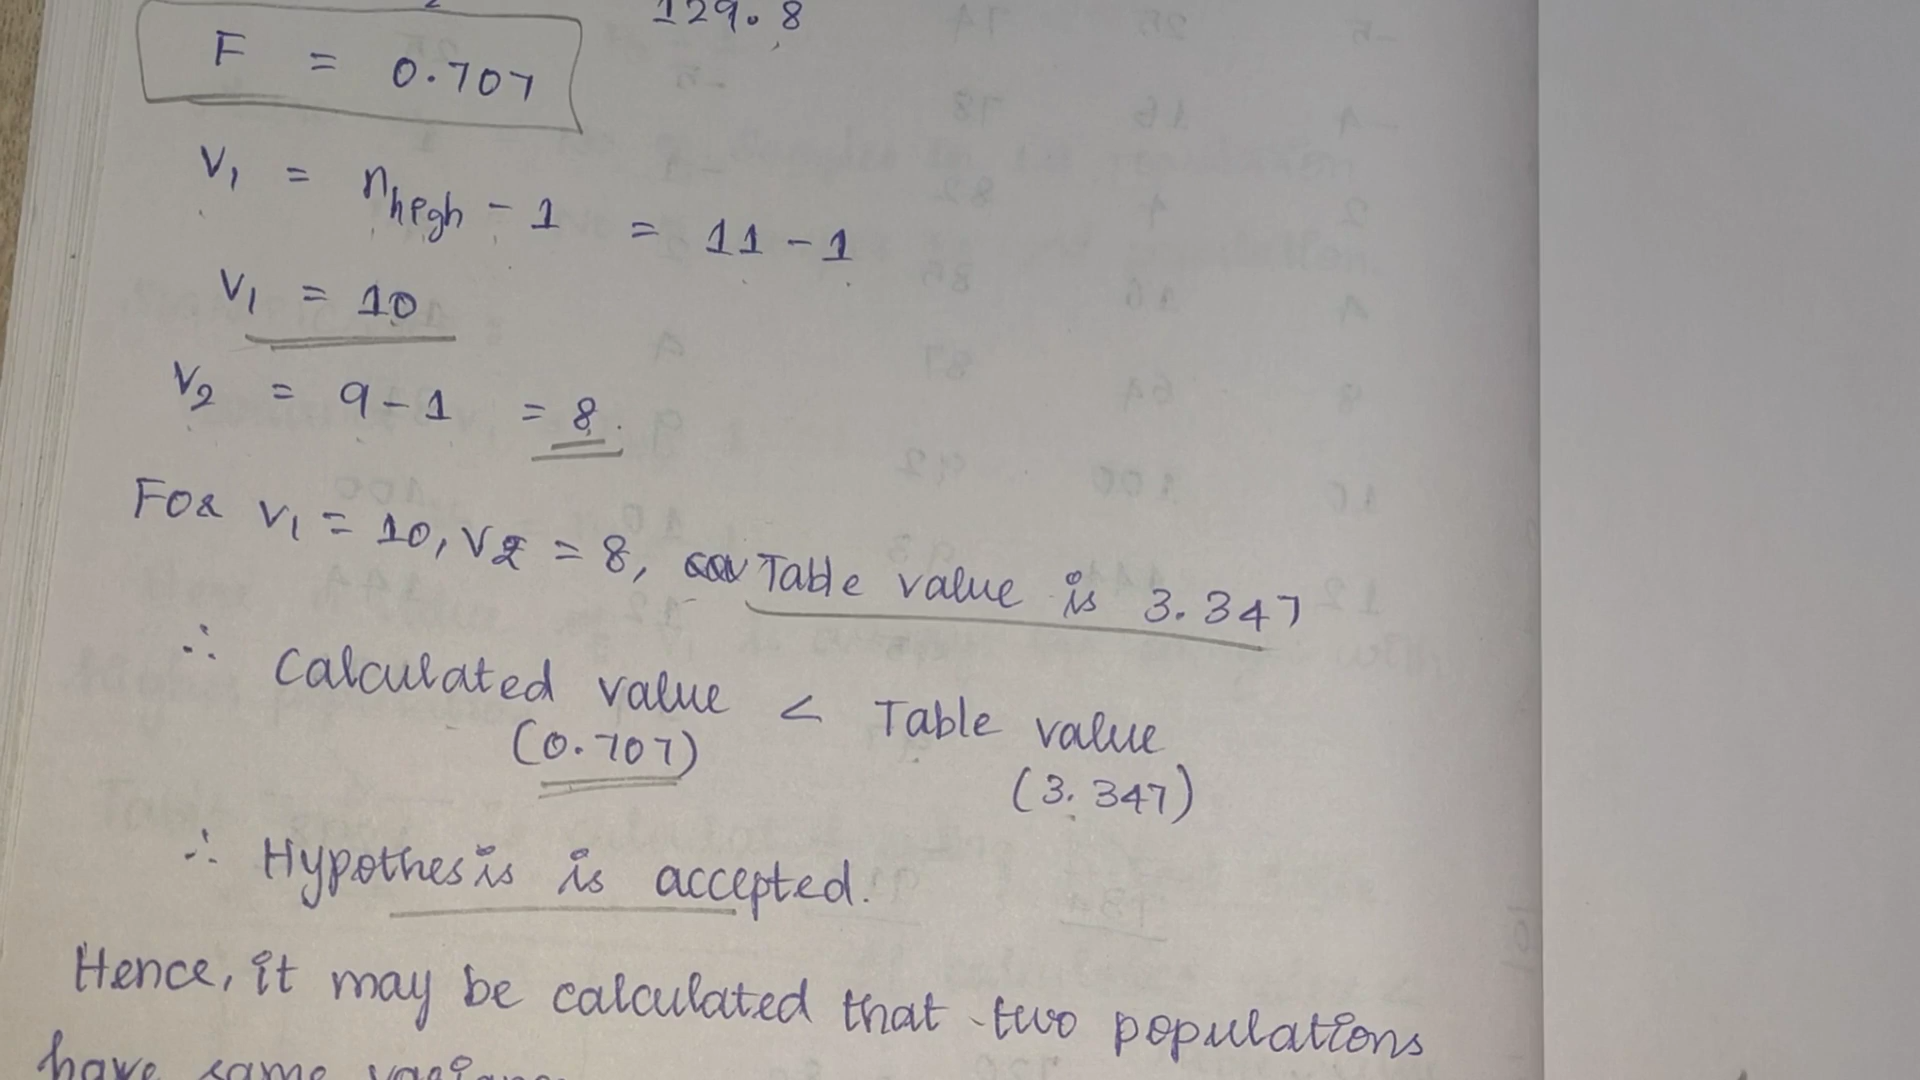 129.8
F = 0.707
V₁ = nhigh - 1 = 11 - 1
V₁ = 10
V₂ = 9 - 1 = 8.
For V₁ = 10, V2 = 8, Table value is 3.347
∴ Calculated value < Table value
(0.707) (3.347)
∴ Hypothesis is accepted.
Hence, it may be calculated that two populations
have same